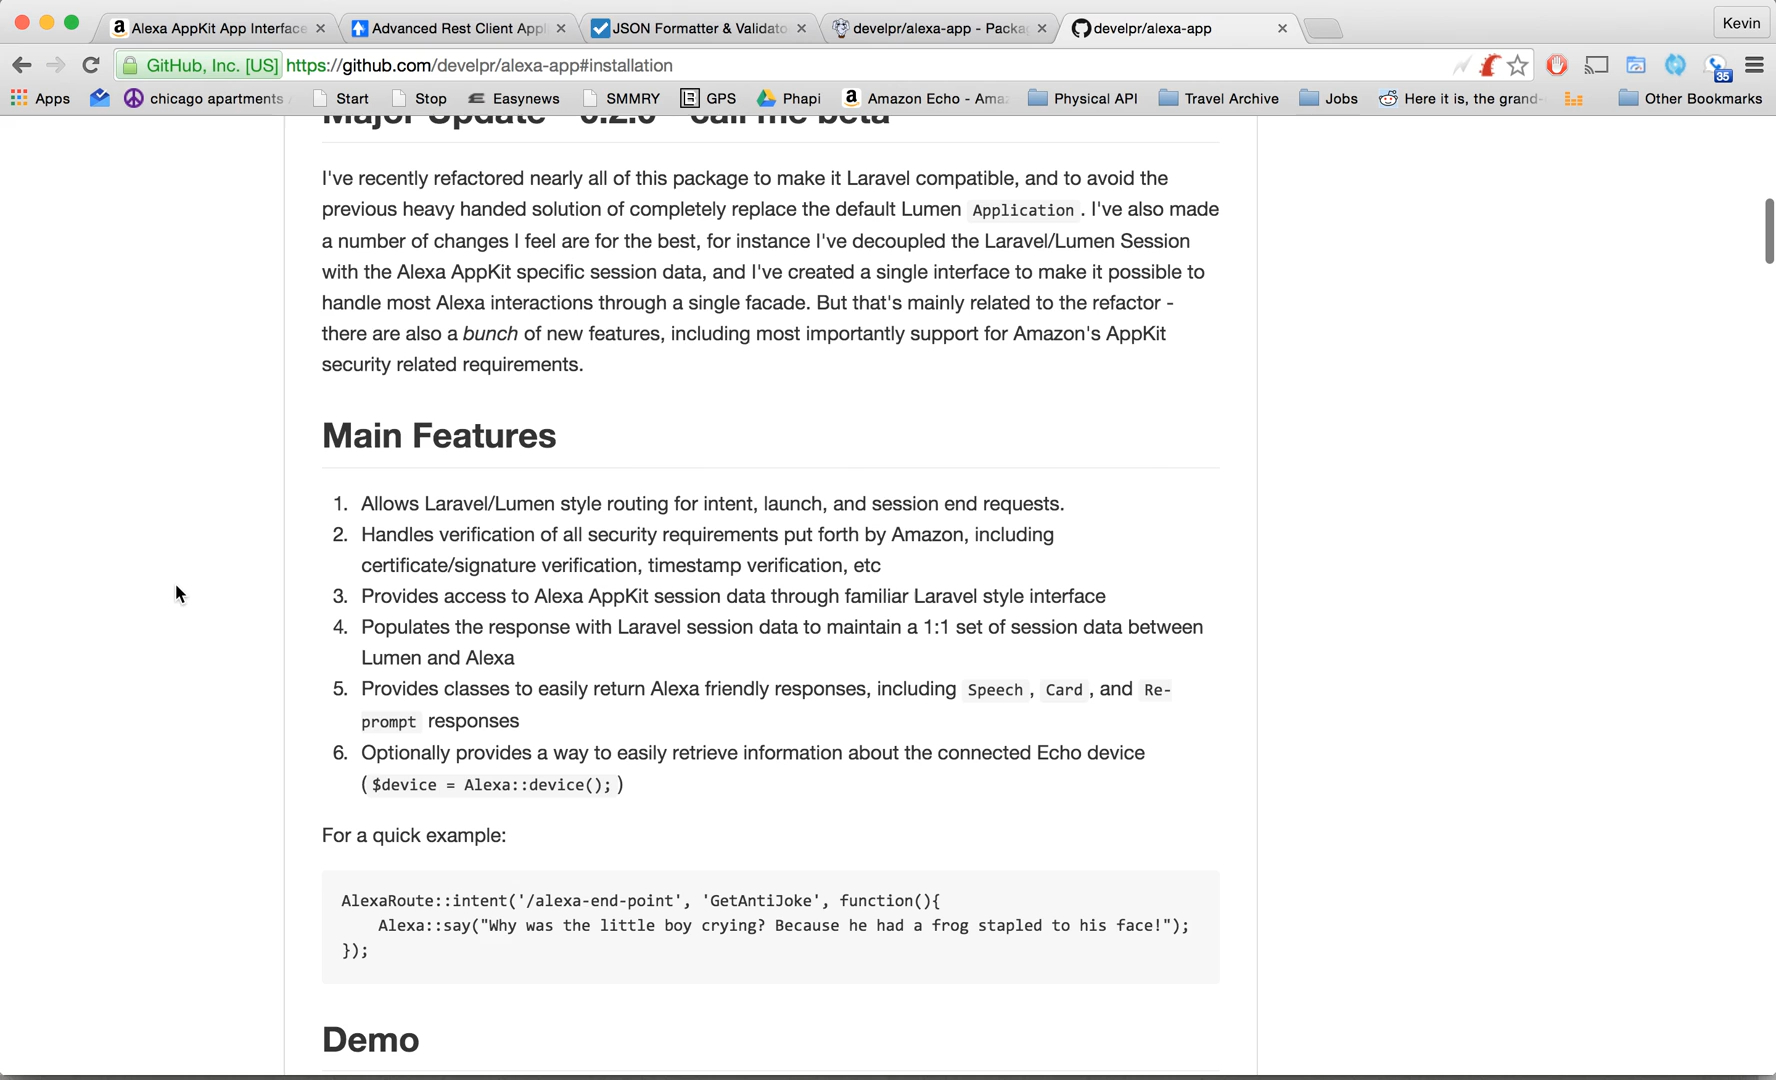 Alexa AppKit App Interface
Advanced Rest Client Appl
JSON Formatter & Validato
develpr/alexa-app - Packa
develpr/alexa-app
Kevin
GitHub, Inc. [US] https://github.com/develpr/alexa-app#installation
35
Apps
chicago apartments
Start
Stop
Easynews
SMMRY
GPS
Phapi
Amazon Echo - Ama
Physical API
Travel Archive
Jobs
Here it is, the grand-
Other Bookmarks
Major Update - 0.2.0 - call me beta
I've recently refactored nearly all of this package to make it Laravel compatible, and to avoid the
previous heavy handed solution of completely replace the default Lumen Application . I've also made
a number of changes I feel are for the best, for instance I've decoupled the Laravel/Lumen Session
with the Alexa AppKit specific session data, and I've created a single interface to make it possible to
handle most Alexa interactions through a single facade. But that's mainly related to the refactor -
there are also a bunch of new features, including most importantly support for Amazon's AppKit
security related requirements.
Main Features
1. Allows Laravel/Lumen style routing for intent, launch, and session end requests.
2. Handles verification of all security requirements put forth by Amazon, including
certificate/signature verification, timestamp verification, etc
3. Provides access to Alexa AppKit session data through familiar Laravel style interface
4. Populates the response with Laravel session data to maintain a 1:1 set of session data between
Lumen and Alexa
5. Provides classes to easily return Alexa friendly responses, including Speech , Card , and Re-
prompt responses
6. Optionally provides a way to easily retrieve information about the connected Echo device
( $device = Alexa::device(); )
For a quick example:
AlexaRoute::intent('/alexa-end-point', 'GetAntiJoke', function(){
Alexa::say("Why was the little boy crying? Because he had a frog stapled to his face!");
});
Demo